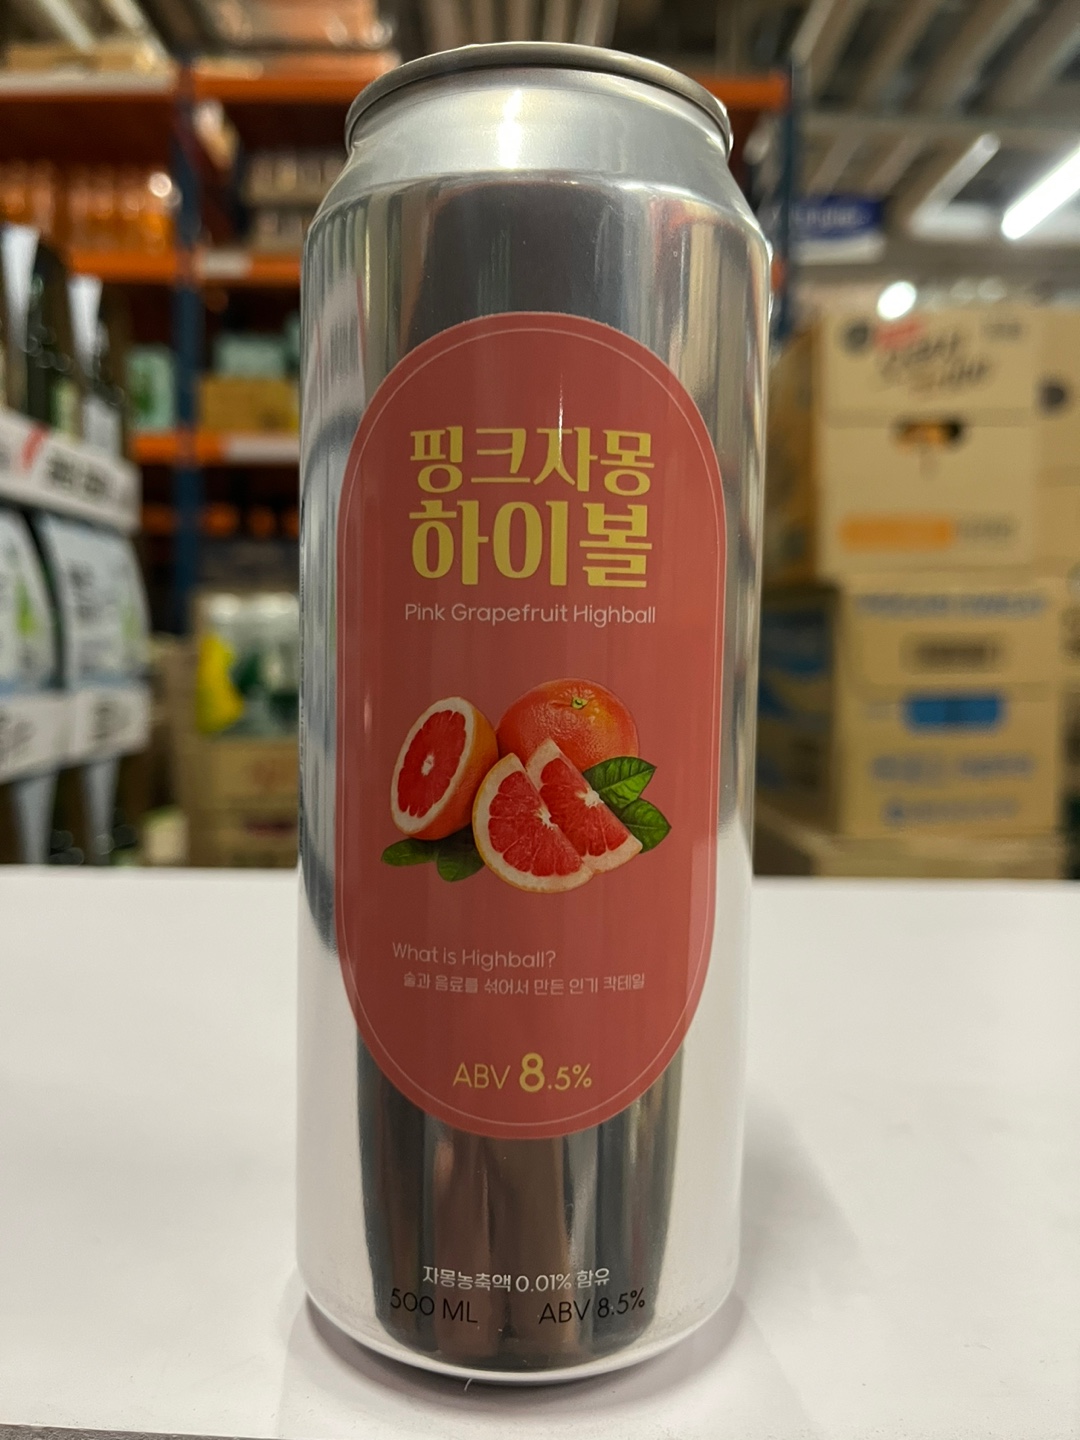 핑크자몽
하이볼
Pink Grapefruit Highball
What is Highball?
술과 음료를 섞어서 만든 인기 칵테일
ABV 8.5%
자몽농축액 0.01% 함유
500 ML ABV 8.5%